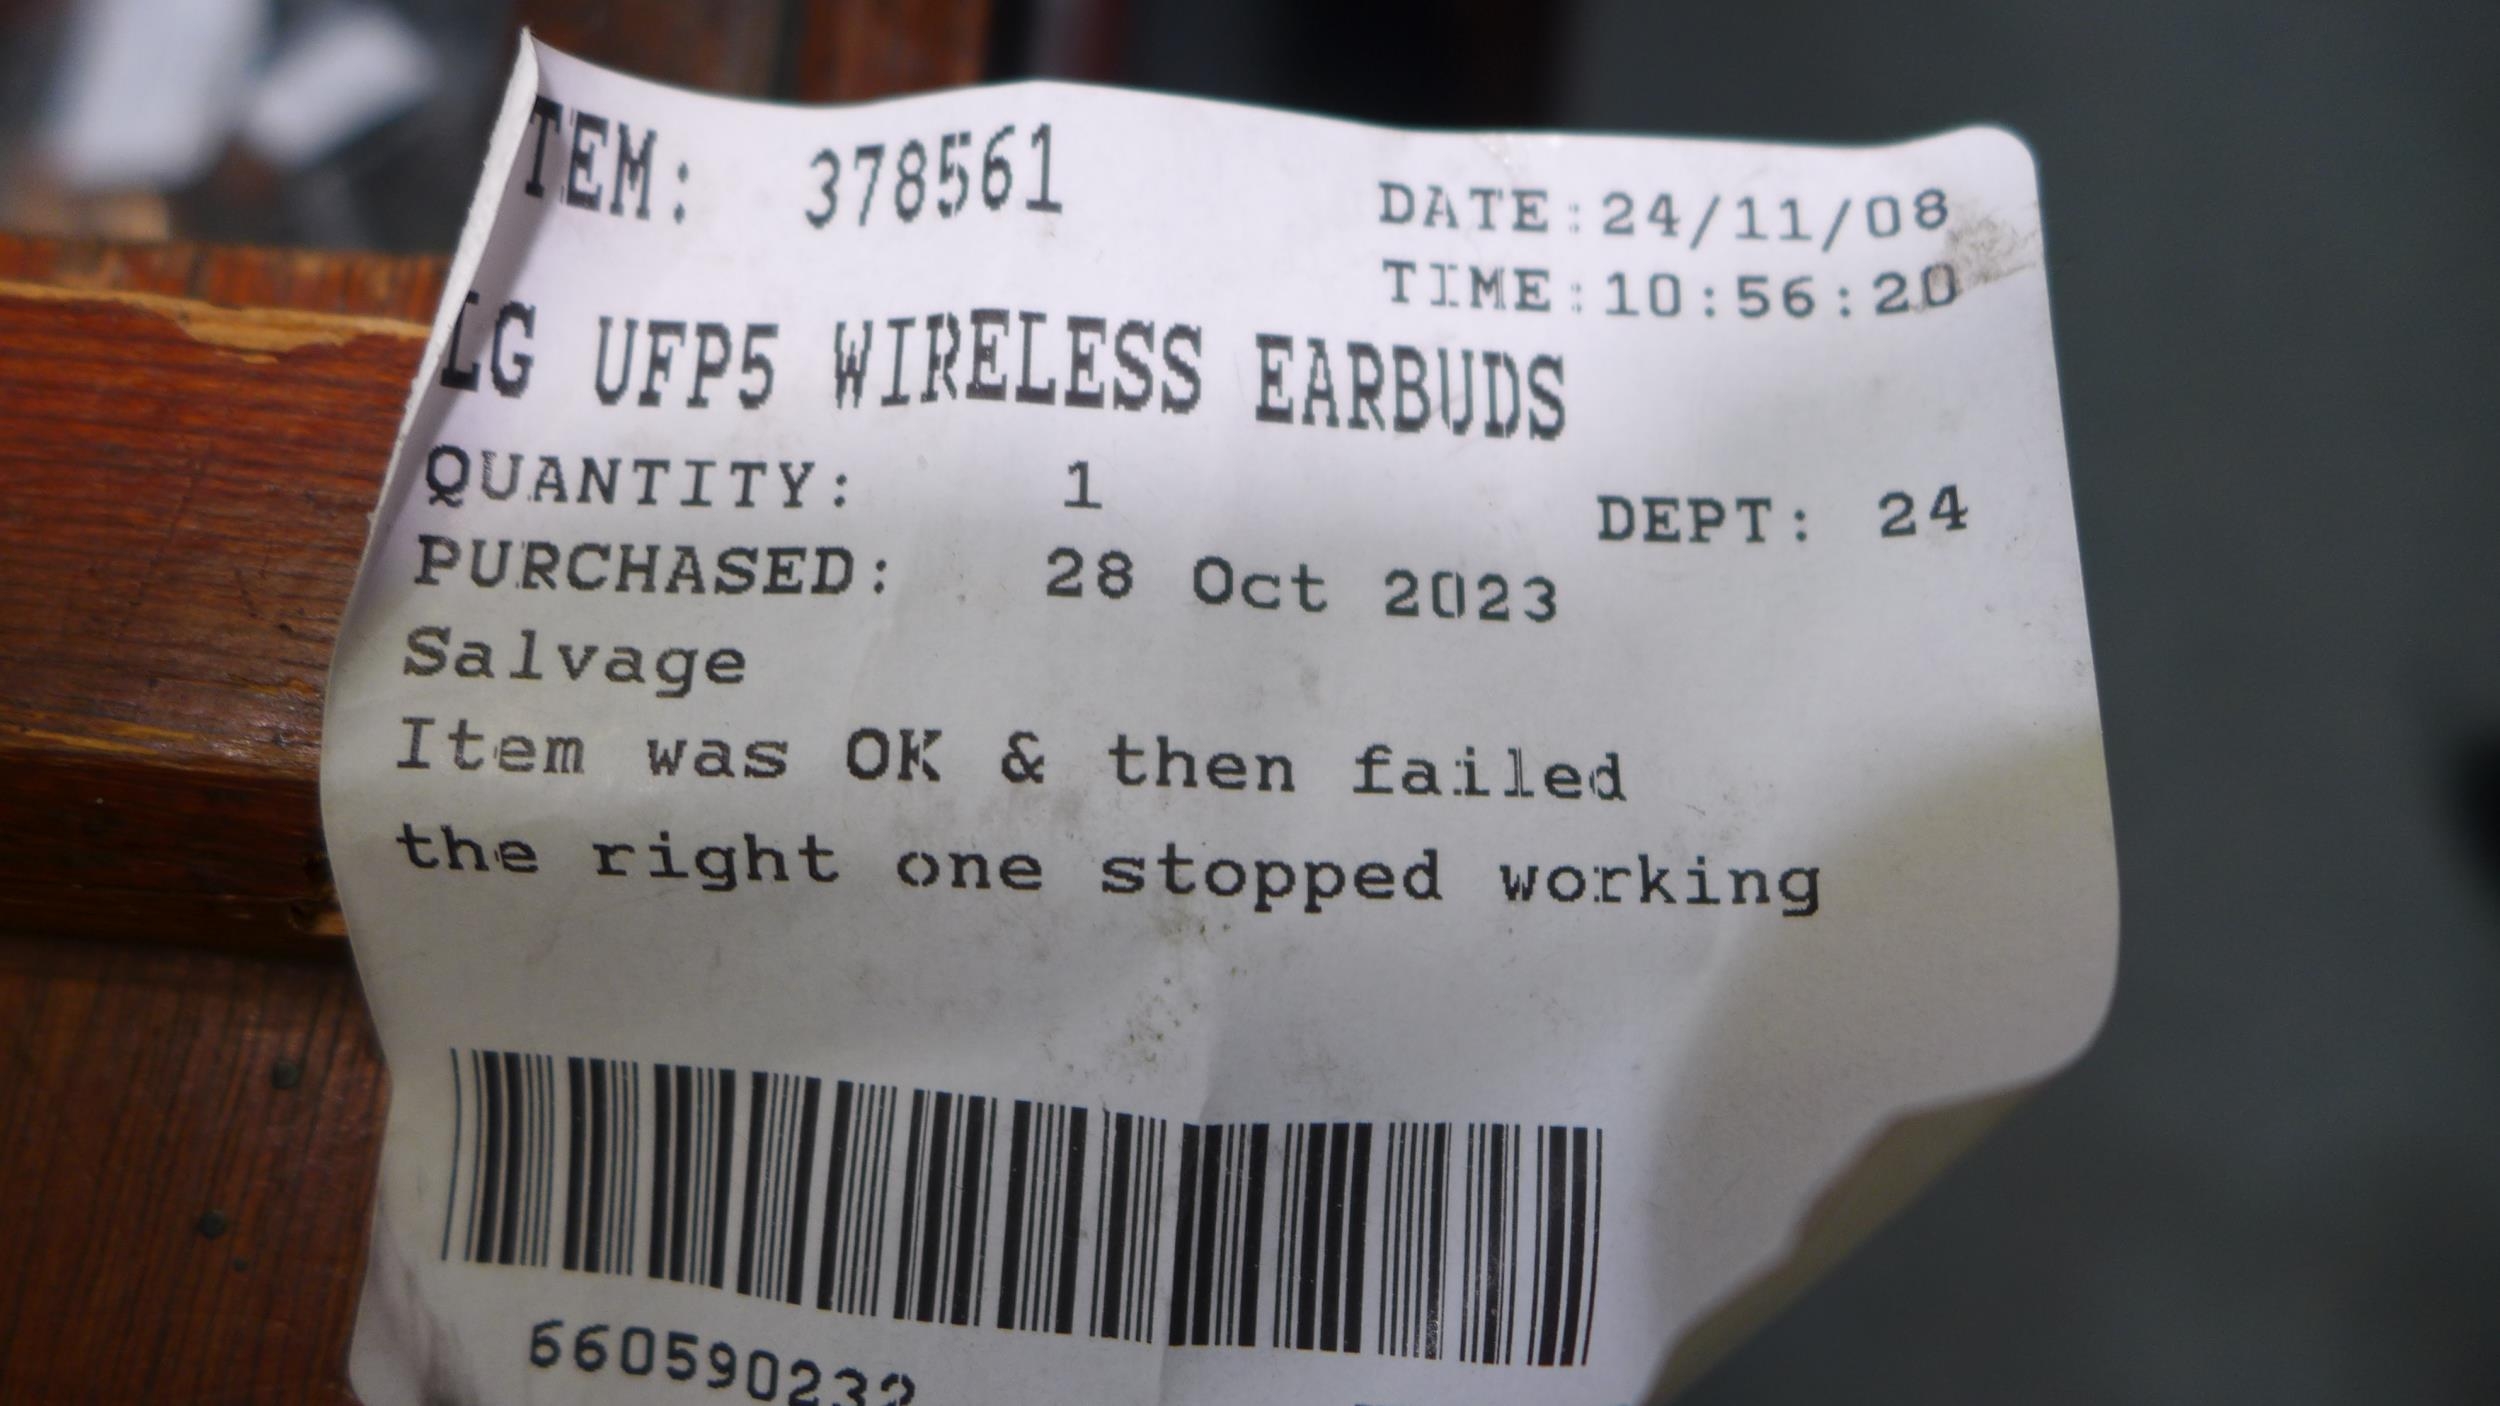 TEM: 378561
DATE:24/11/08
TIME:10:56:20
LG UFP5 WIRELESS EARBUDS
QUANTITY: 1
DEPT: 24
PURCHASED: 28 Oct 2023
Salvage
Item was OK & then failed
the right one stopped working
660590232